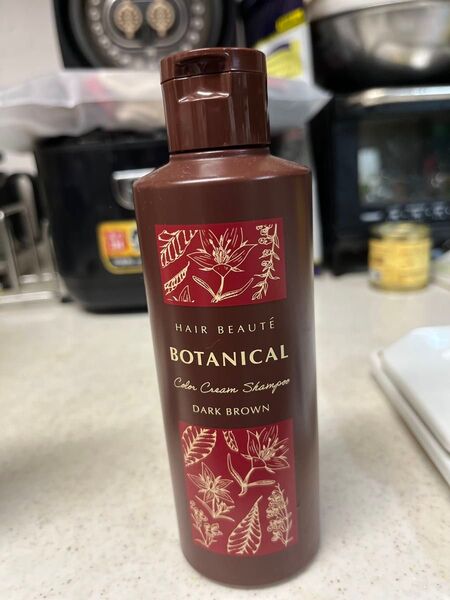 HAIR BEAUTÉ
BOTANICAL
Color Cream Shampoo
DARK BROWN